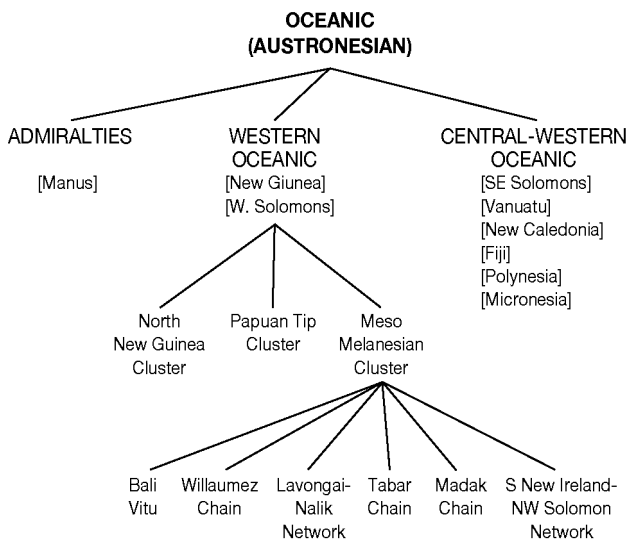 OCEANIC
(AUSTRONESIAN)
ADMIRALTIES
[Manus]
WESTERN
OCEANIC
[New Giunea]
[W. Solomons]
CENTRAL-WESTERN
OCEANIC
[SE Solomons]
[Vanuatu]
[New Caledonia]
[Fiji]
[Polynesia]
[Micronesia]
North
New Guinea
Cluster
Papuan Tip
Cluster
Meso
Melanesian
Cluster
Bali
Vitu
Willaumez
Chain
Lavongai-
Nalik
Network
Tabar
Chain
Madak
Chain
S New Ireland-
NW Solomon
Network